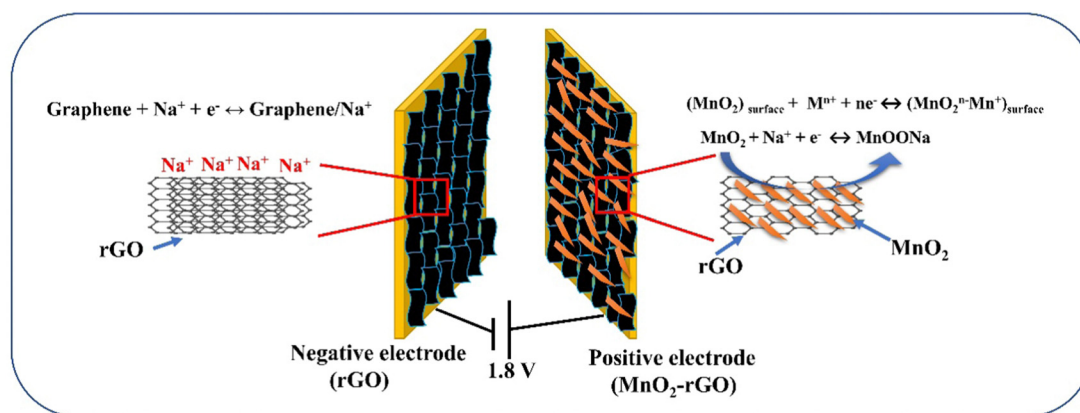 Graphene + Na⁺ + e⁻ ↔ Graphene/Na⁺
Na⁺ Na⁺ Na⁺ Na⁺
rGO
Negative electrode
(rGO)
1.8 V
Positive electrode
(MnO₂-rGO)
(MnO₂) surface + Mⁿ⁺ + ne⁻ ↔ (MnO₂ⁿ⁻Mn⁺)surface
MnO₂ + Na⁺ + e⁻ ↔ MnOONa
rGO
MnO₂